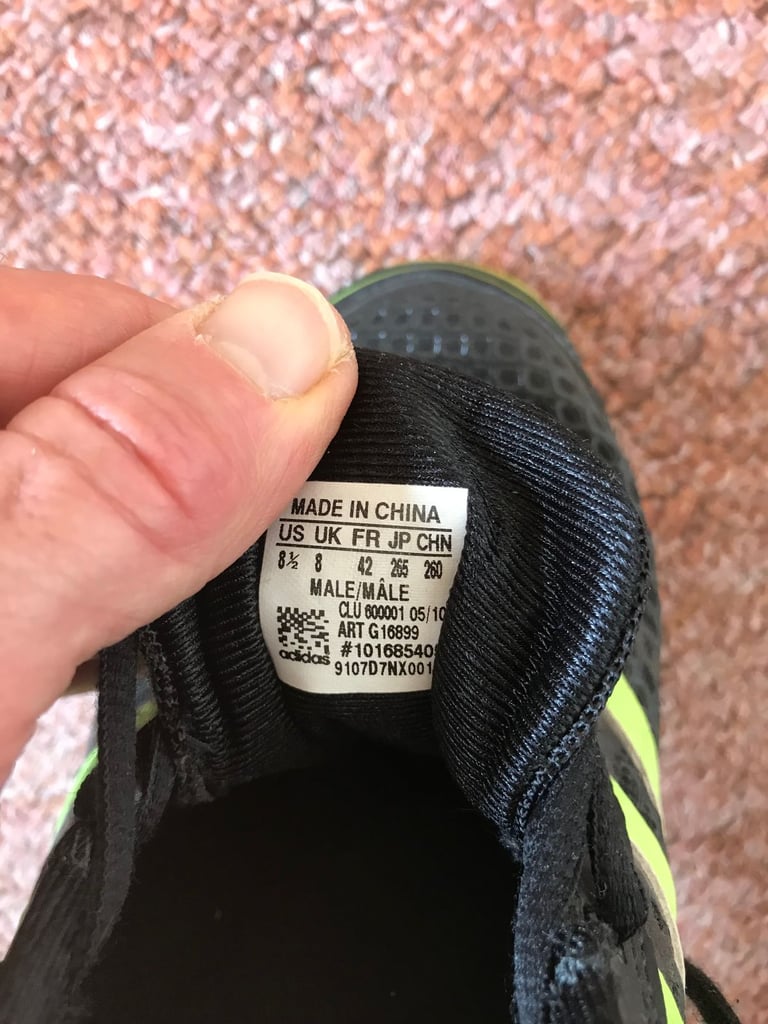 MADE IN CHINA
US UK FR JP CHN
8½ 8 42 265 260
MALE/MÂLE
CLU 600001 05/10
ART G16899
#10168540
adidas
9107D7NX001